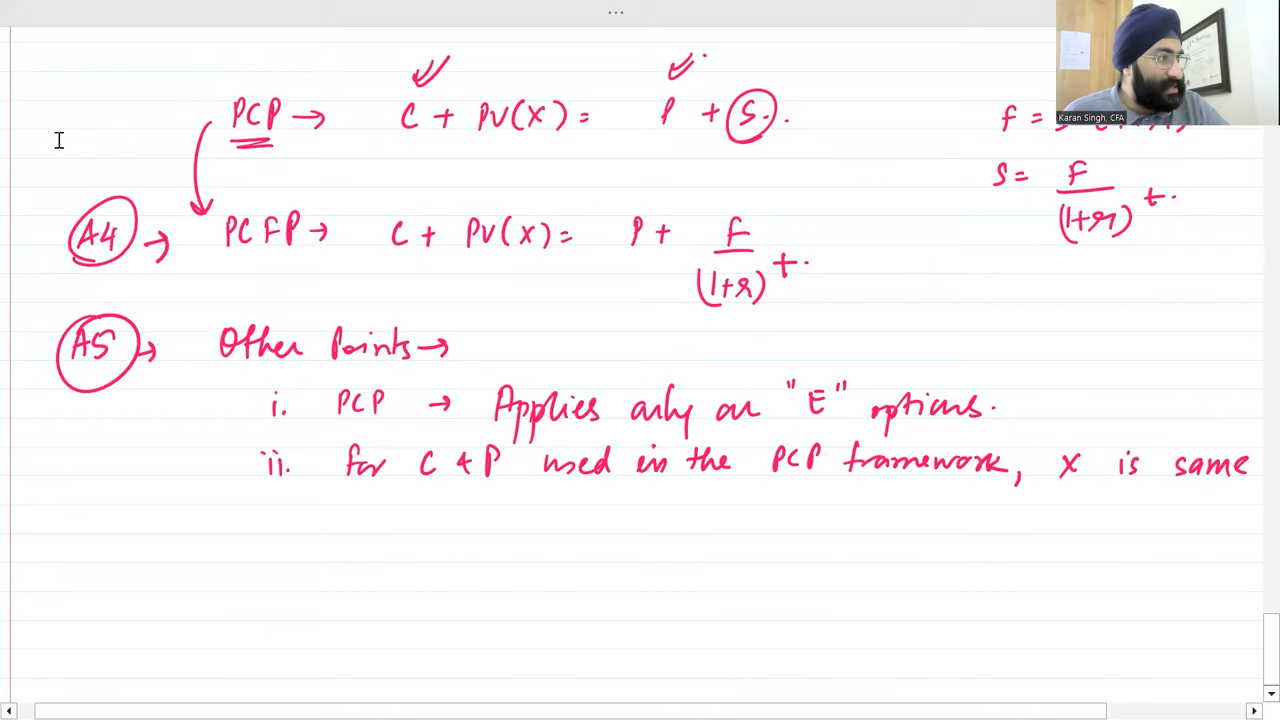 PCP → C + PV(X) = P + S.
f =
S = F / (1+r)^t.
A4 → PCFP → C + PV(X) = P + F / (1+r)^t.
A5 → Other Points →
i. PCP → Applies only on "E" options.
ii. for C & P used in the PCP framework, X is same
Karan Singh, CFA